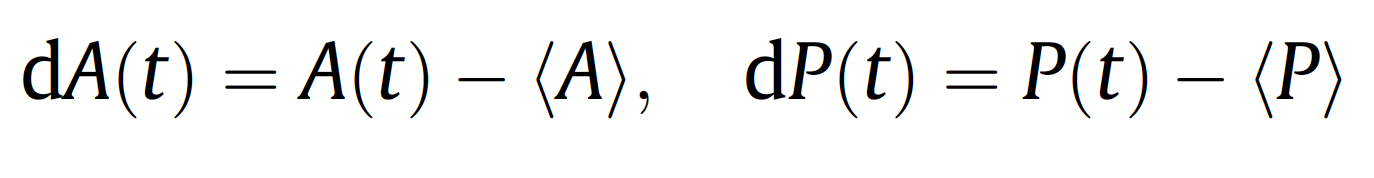 dA(t) = A(t) − ⟨A⟩, dP(t) = P(t) − ⟨P⟩